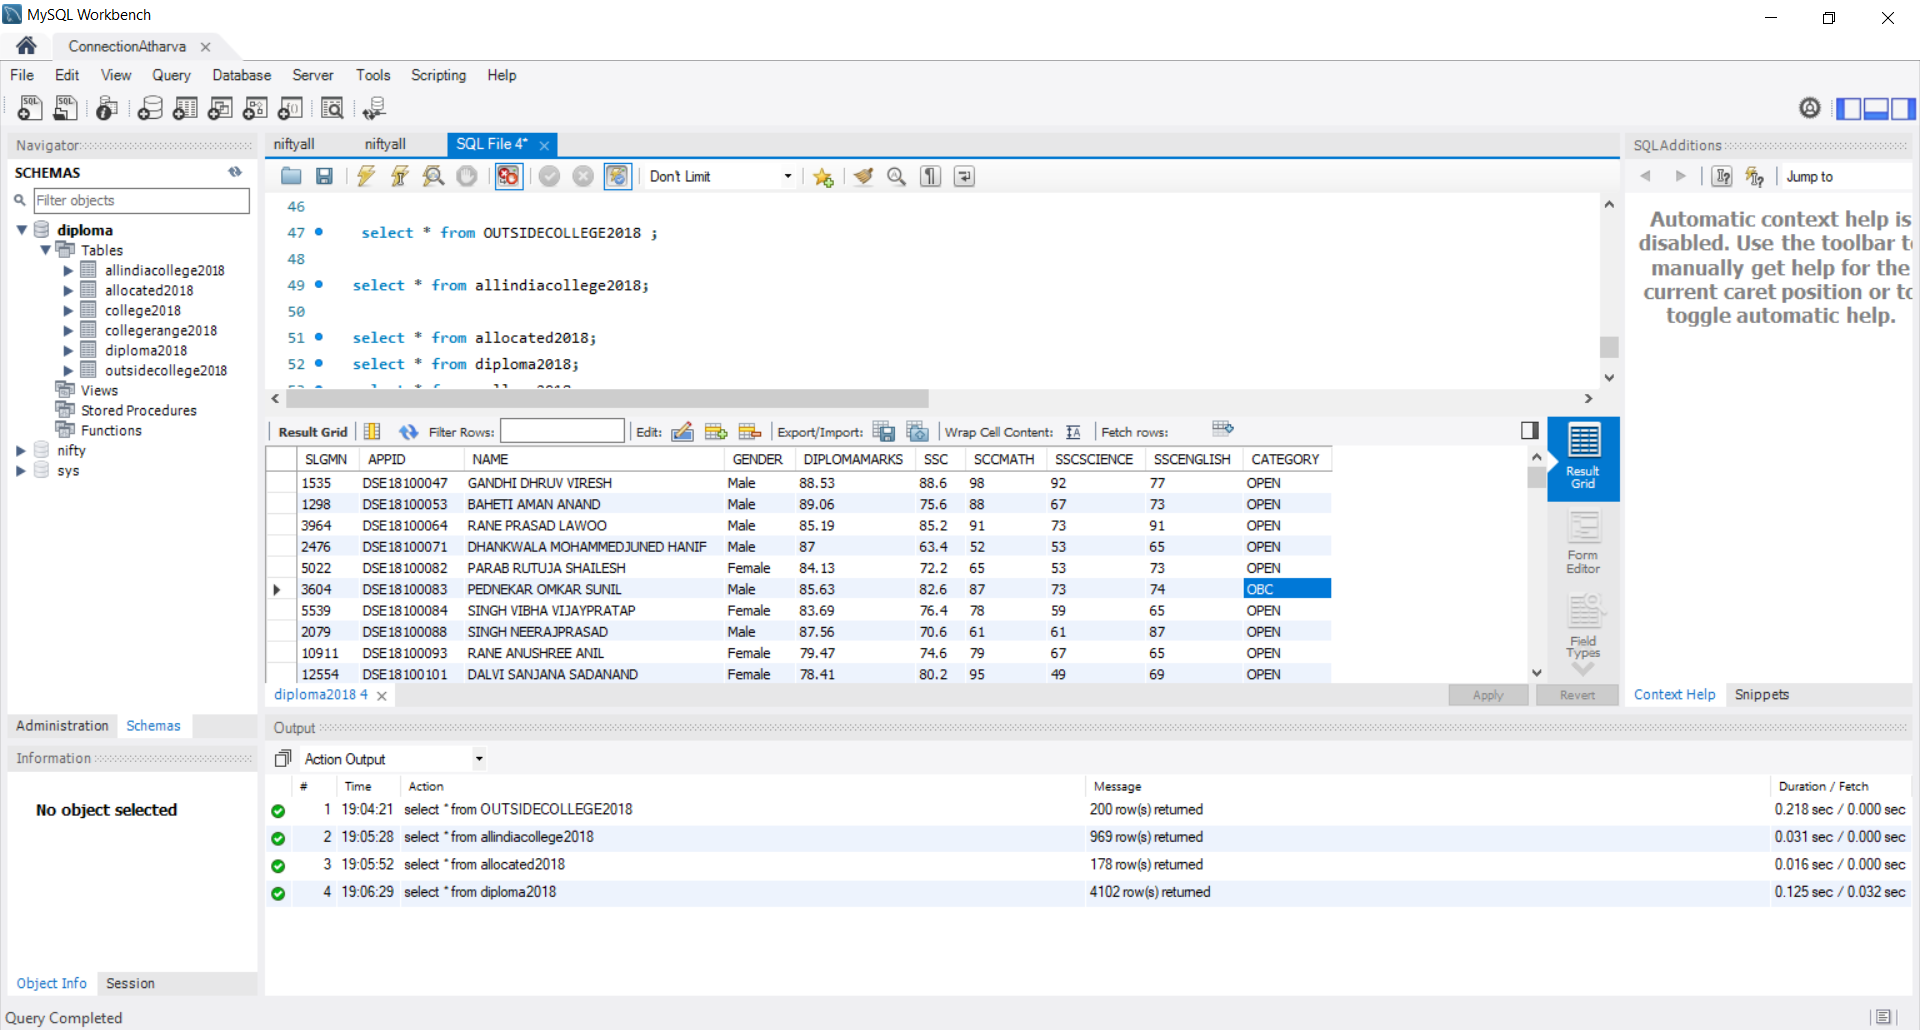 MySQL Workbench
ConnectionAtharva
File Edit View Query Database Server Tools Scripting Help
Navigator
SCHEMAS
Filter objects
diploma
Tables
allindiacollege2018
allocated2018
college2018
collegerange2018
diploma2018
outsidecollege2018
Views
Stored Procedures
Functions
nifty
sys
Administration Schemas
Information
No object selected
Object Info Session
Query Completed
niftyall niftyall SQL File 4*
Don't Limit
46
47 select * from OUTSIDECOLLEGE2018 ;
48
49 select * from allindiacollege2018;
50
51 select * from allocated2018;
52 select * from diploma2018;
Result Grid Filter Rows: Edit: Export/Import: Wrap Cell Content: IA Fetch rows:
SLGMN APPID NAME GENDER DIPLOMAMARKS SSC SCCMATH SSCSCIENCE SSCENGLISH CATEGORY
1535 DSE18100047 GANDHI DHRUV VIRESH Male 88.53 88.6 98 92 77 OPEN
1298 DSE18100053 BAHETI AMAN ANAND Male 89.06 75.6 88 67 73 OPEN
3964 DSE18100064 RANE PRASAD LAWOO Male 85.19 85.2 91 73 91 OPEN
2476 DSE18100071 DHANKWALA MOHAMMEDJUNED HANIF Male 87 63.4 52 53 65 OPEN
5022 DSE18100082 PARAB RUTUJA SHAILESH Female 84.13 72.2 65 53 73 OPEN
3604 DSE18100083 PEDNEKAR OMKAR SUNIL Male 85.63 82.6 87 73 74 OBC
5539 DSE18100084 SINGH VIBHA VIJAYPRATAP Female 83.69 76.4 78 59 65 OPEN
2079 DSE18100088 SINGH NEERAJPRASAD Male 87.56 70.6 61 61 87 OPEN
10911 DSE18100093 RANE ANUSHREE ANIL Female 79.47 74.6 79 67 65 OPEN
12554 DSE18100101 DALVI SANJANA SADANAND Female 78.41 80.2 95 49 69 OPEN
Result
Grid
Form
Editor
Field
Types
diploma2018 4 Apply Revert
Output
Action Output
# Time Action Message Duration / Fetch
1 19:04:21 select * from OUTSIDECOLLEGE2018 200 row(s) returned 0.218 sec / 0.000 sec
2 19:05:28 select * from allindiacollege2018 969 row(s) returned 0.031 sec / 0.000 sec
3 19:05:52 select * from allocated2018 178 row(s) returned 0.016 sec / 0.000 sec
4 19:06:29 select * from diploma2018 4102 row(s) returned 0.125 sec / 0.032 sec
SQLAdditions
Jump to
Automatic context help is
disabled. Use the toolbar
manually get help for the
current caret position or
toggle automatic help.
Context Help Snippets